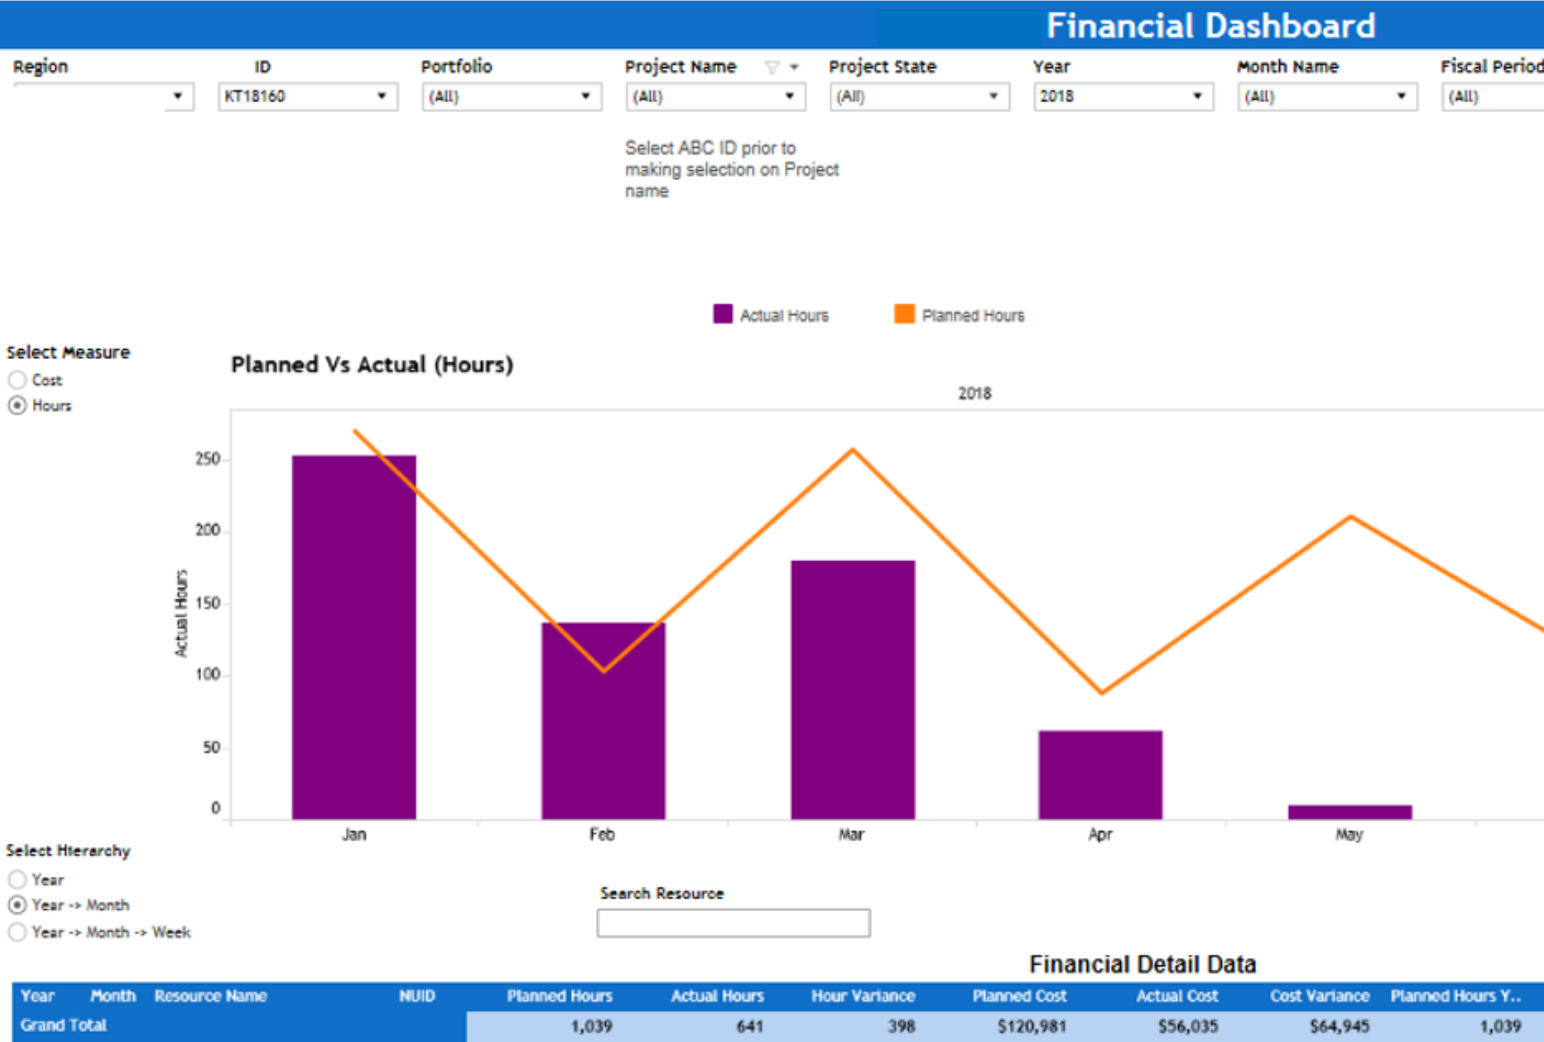 Financial Dashboard
Region ID Portfolio Project Name Project State Year Month Name Fiscal Period
KT18160 (All) (All) (All) 2018 (All) (All)
Select ABC ID prior to
making selection on Project
name
Actual Hours Planned Hours
Select Measure
Cost
Hours
Planned Vs Actual (Hours)
2018
250
200
150
100
50
0
Actual Hours
Jan Feb Mar Apr May
Select Hierarchy
Year
Year -> Month
Year -> Month -> Week
Search Resource
Financial Detail Data
Year Month Resource Name NUID Planned Hours Actual Hours Hour Variance Planned Cost Actual Cost Cost Variance Planned Hours Y..
Grand Total 1,039 641 398 $120,981 $56,035 $64,945 1,039